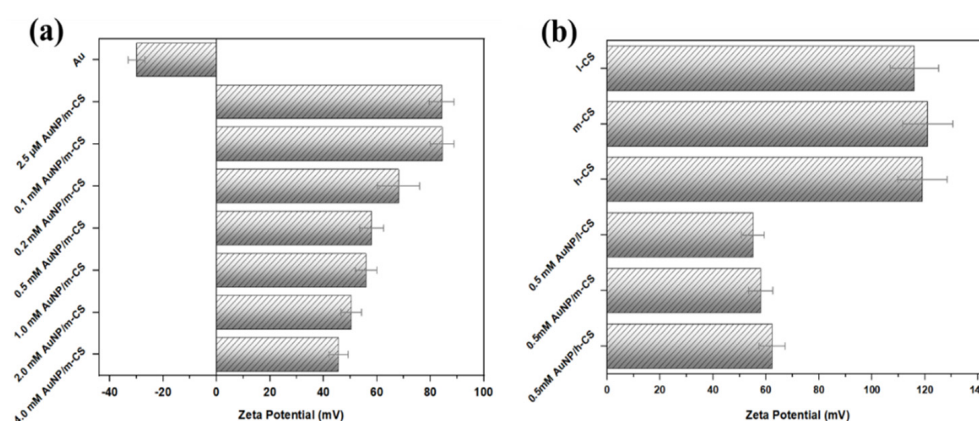 (a)
Au
2.5 μM AuNP/m-CS
0.1 mM AuNP/m-CS
0.2 mM AuNP/m-CS
0.5 mM AuNP/m-CS
1.0 mM AuNP/m-CS
2.0 mM AuNP/m-CS
4.0 mM AuNP/m-CS
-40 -20 0 20 40 60 80 100
Zeta Potential (mV)
(b)
l-CS
m-CS
h-CS
0.5 mM AuNP/l-CS
0.5mM AuNP/m-CS
0.5mM AuNP/h-CS
0 20 40 60 80 100 120
Zeta Potential (mV)